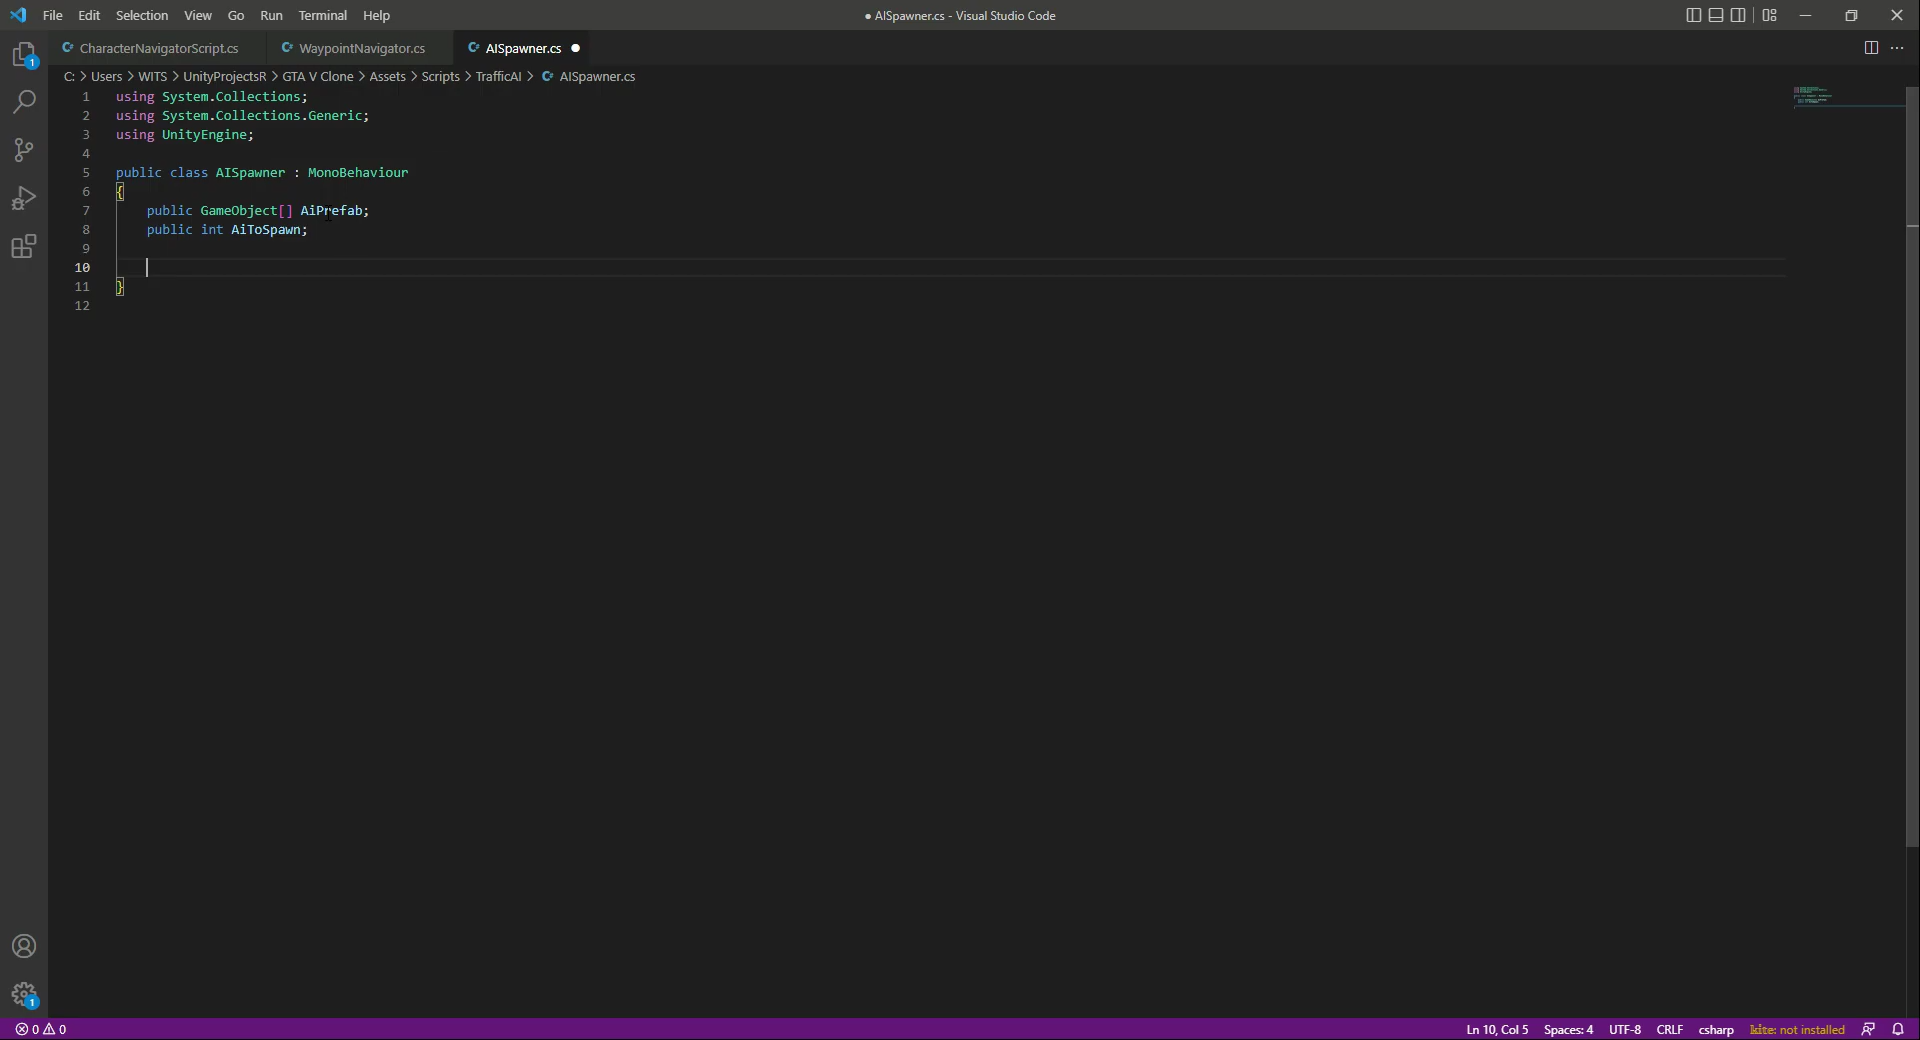 File Edit Selection View Go Run Terminal Help ● AISpawner.cs - Visual Studio Code
CharacterNavigatorScript.cs WaypointNavigator.cs AISpawner.cs
C: > Users > WITS > UnityProjectsR > GTA V Clone > Assets > Scripts > TrafficAI > AISpawner.cs
1 using System.Collections;
2 using System.Collections.Generic;
3 using UnityEngine;
4
5 public class AISpawner : MonoBehaviour
6 {
7 public GameObject[] AiPrefab;
8 public int AiToSpawn;
9
10
11 }
12
1
1
0 0 Ln 10, Col 5 Spaces: 4 UTF-8 CRLF csharp kite: not installed